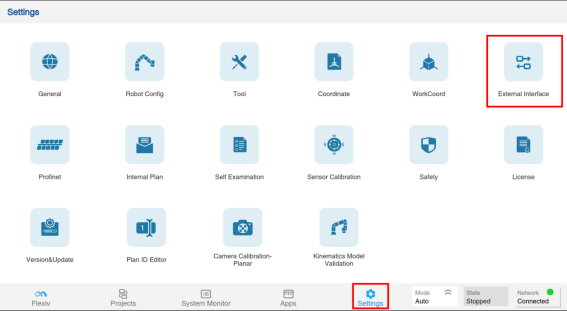 Settings
General
Robot Config
Tool
Coordinate
WorkCoord
External Interface
Profinet
Internal Plan
Self Examination
Sensor Calibration
Safety
License
Version&Update
Plan ID Editor
Camera Calibration-
Planar
Kinematics Model
Validation
Flexiv
Projects
System Monitor
Apps
Settings
Mode
Auto
State
Stopped
Network
Connected